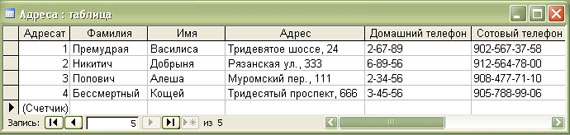 Адреса : таблица
Адресат Фамилия Имя Адрес Домашний телефон Сотовый телефон
1 Премудрая Василиса Тридевятое шоссе, 24 2-67-89 902-567-37-58
2 Никитич Добрыня Рязанская ул., 333 6-89-56 912-564-78-00
3 Попович Алеша Муромский пер., 111 2-34-56 908-477-71-10
4 Бессмертный Кощей Тридесятый проспект, 666 3-45-56 905-788-99-06
(Счетчик)
Запись: 5 из 5